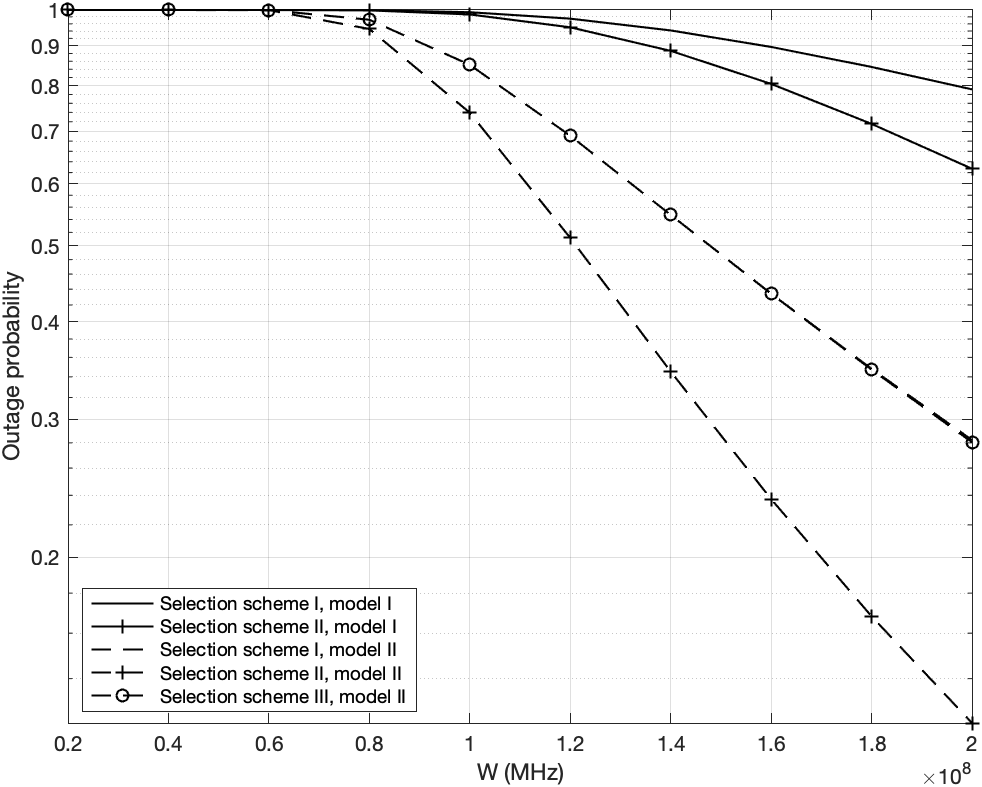 1
0.9
0.8
0.7
0.6
0.5
0.4
0.3
0.2
Outage probability
Selection scheme I, model I
Selection scheme II, model I
Selection scheme I, model II
Selection scheme II, model II
Selection scheme III, model II
0.2 0.4 0.6 0.8 1 1.2 1.4 1.6 1.8 2
W (MHz)
×10⁸